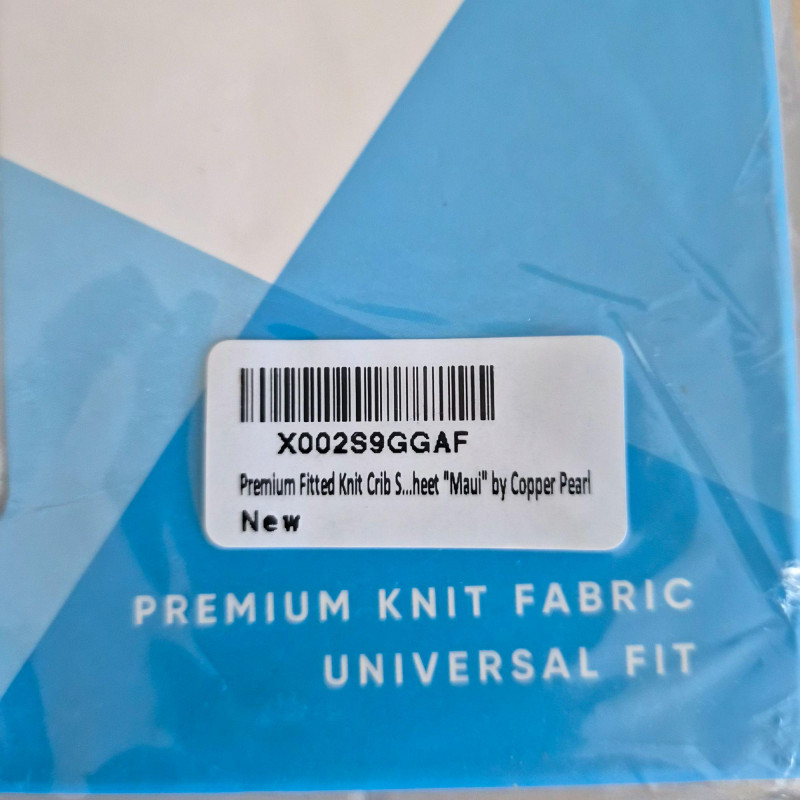 X002S9GGAF
Premium Fitted Knit Crib S...heet "Maui" by Copper Pearl
New
PREMIUM KNIT FABRIC
UNIVERSAL FIT